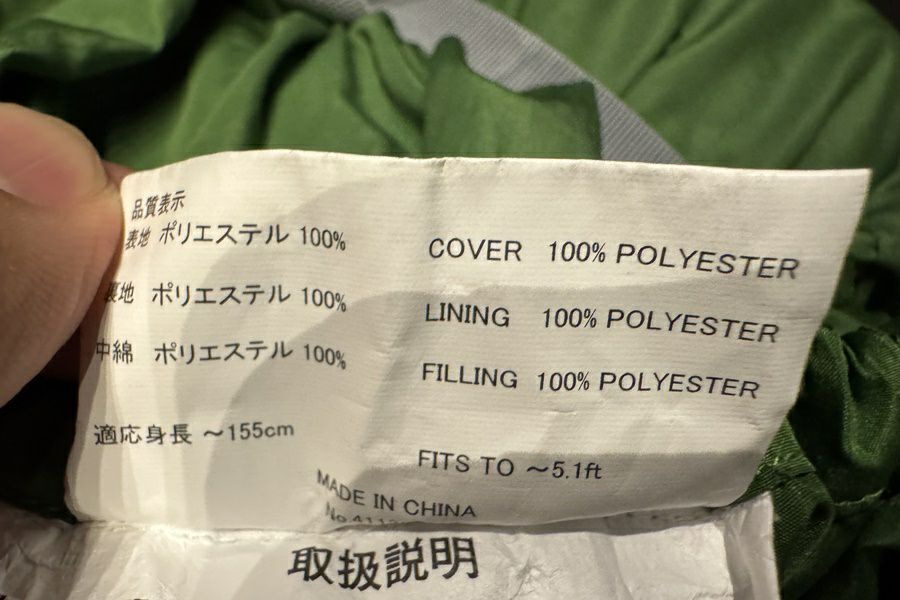 品質表示
表地 ポリエステル 100%
裏地 ポリエステル 100%
中綿 ポリエステル 100%
適応身長 ～155cm
COVER 100% POLYESTER
LINING 100% POLYESTER
FILLING 100% POLYESTER
FITS TO ～5.1ft
MADE IN CHINA
取扱説明